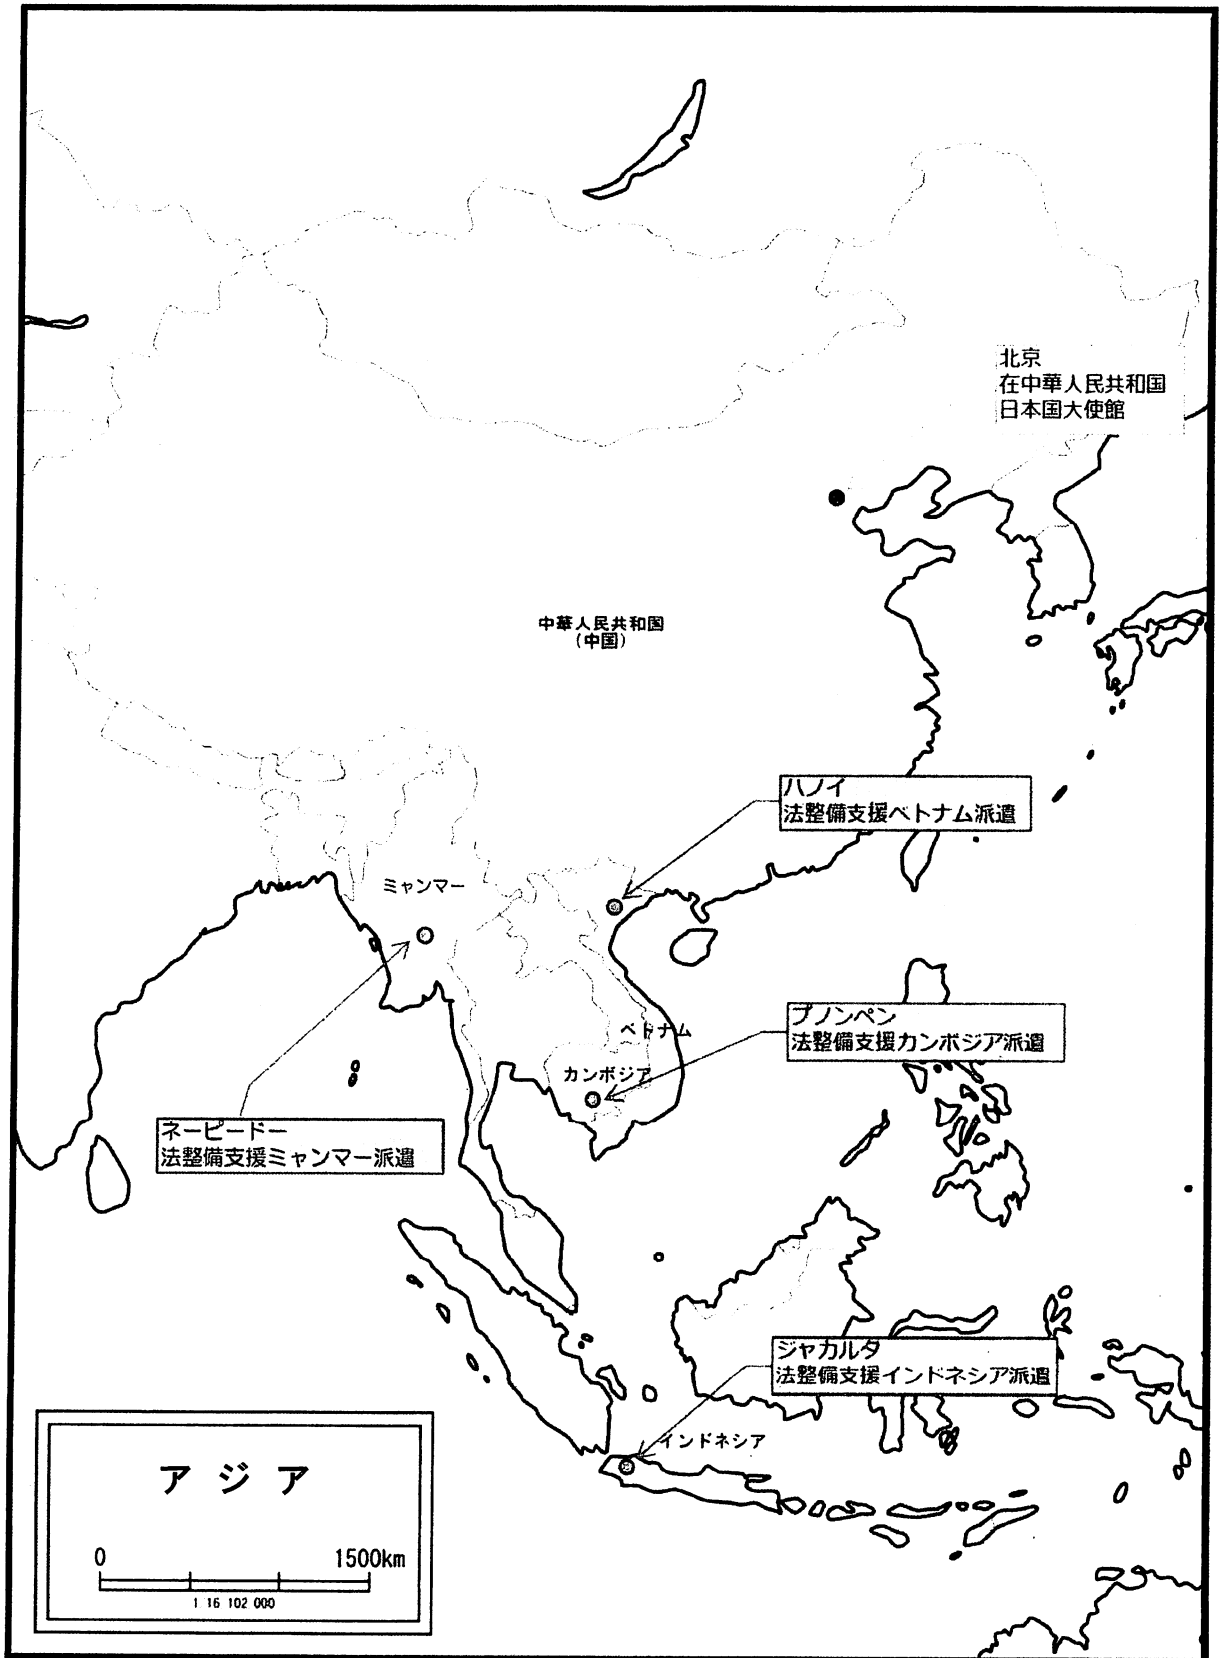 北京
在中華人民共和国
日本国大使館
中華人民共和国
(中国)
ハノイ
法整備支援ベトナム派遣
ミャンマー
プノンペン
法整備支援カンボジア派遣
ベトナム
カンボジア
ネーピードー
法整備支援ミャンマー派遣
ジャカルタ
法整備支援インドネシア派遣
インドネシア
アジア
0 1500km
1 16 102 000